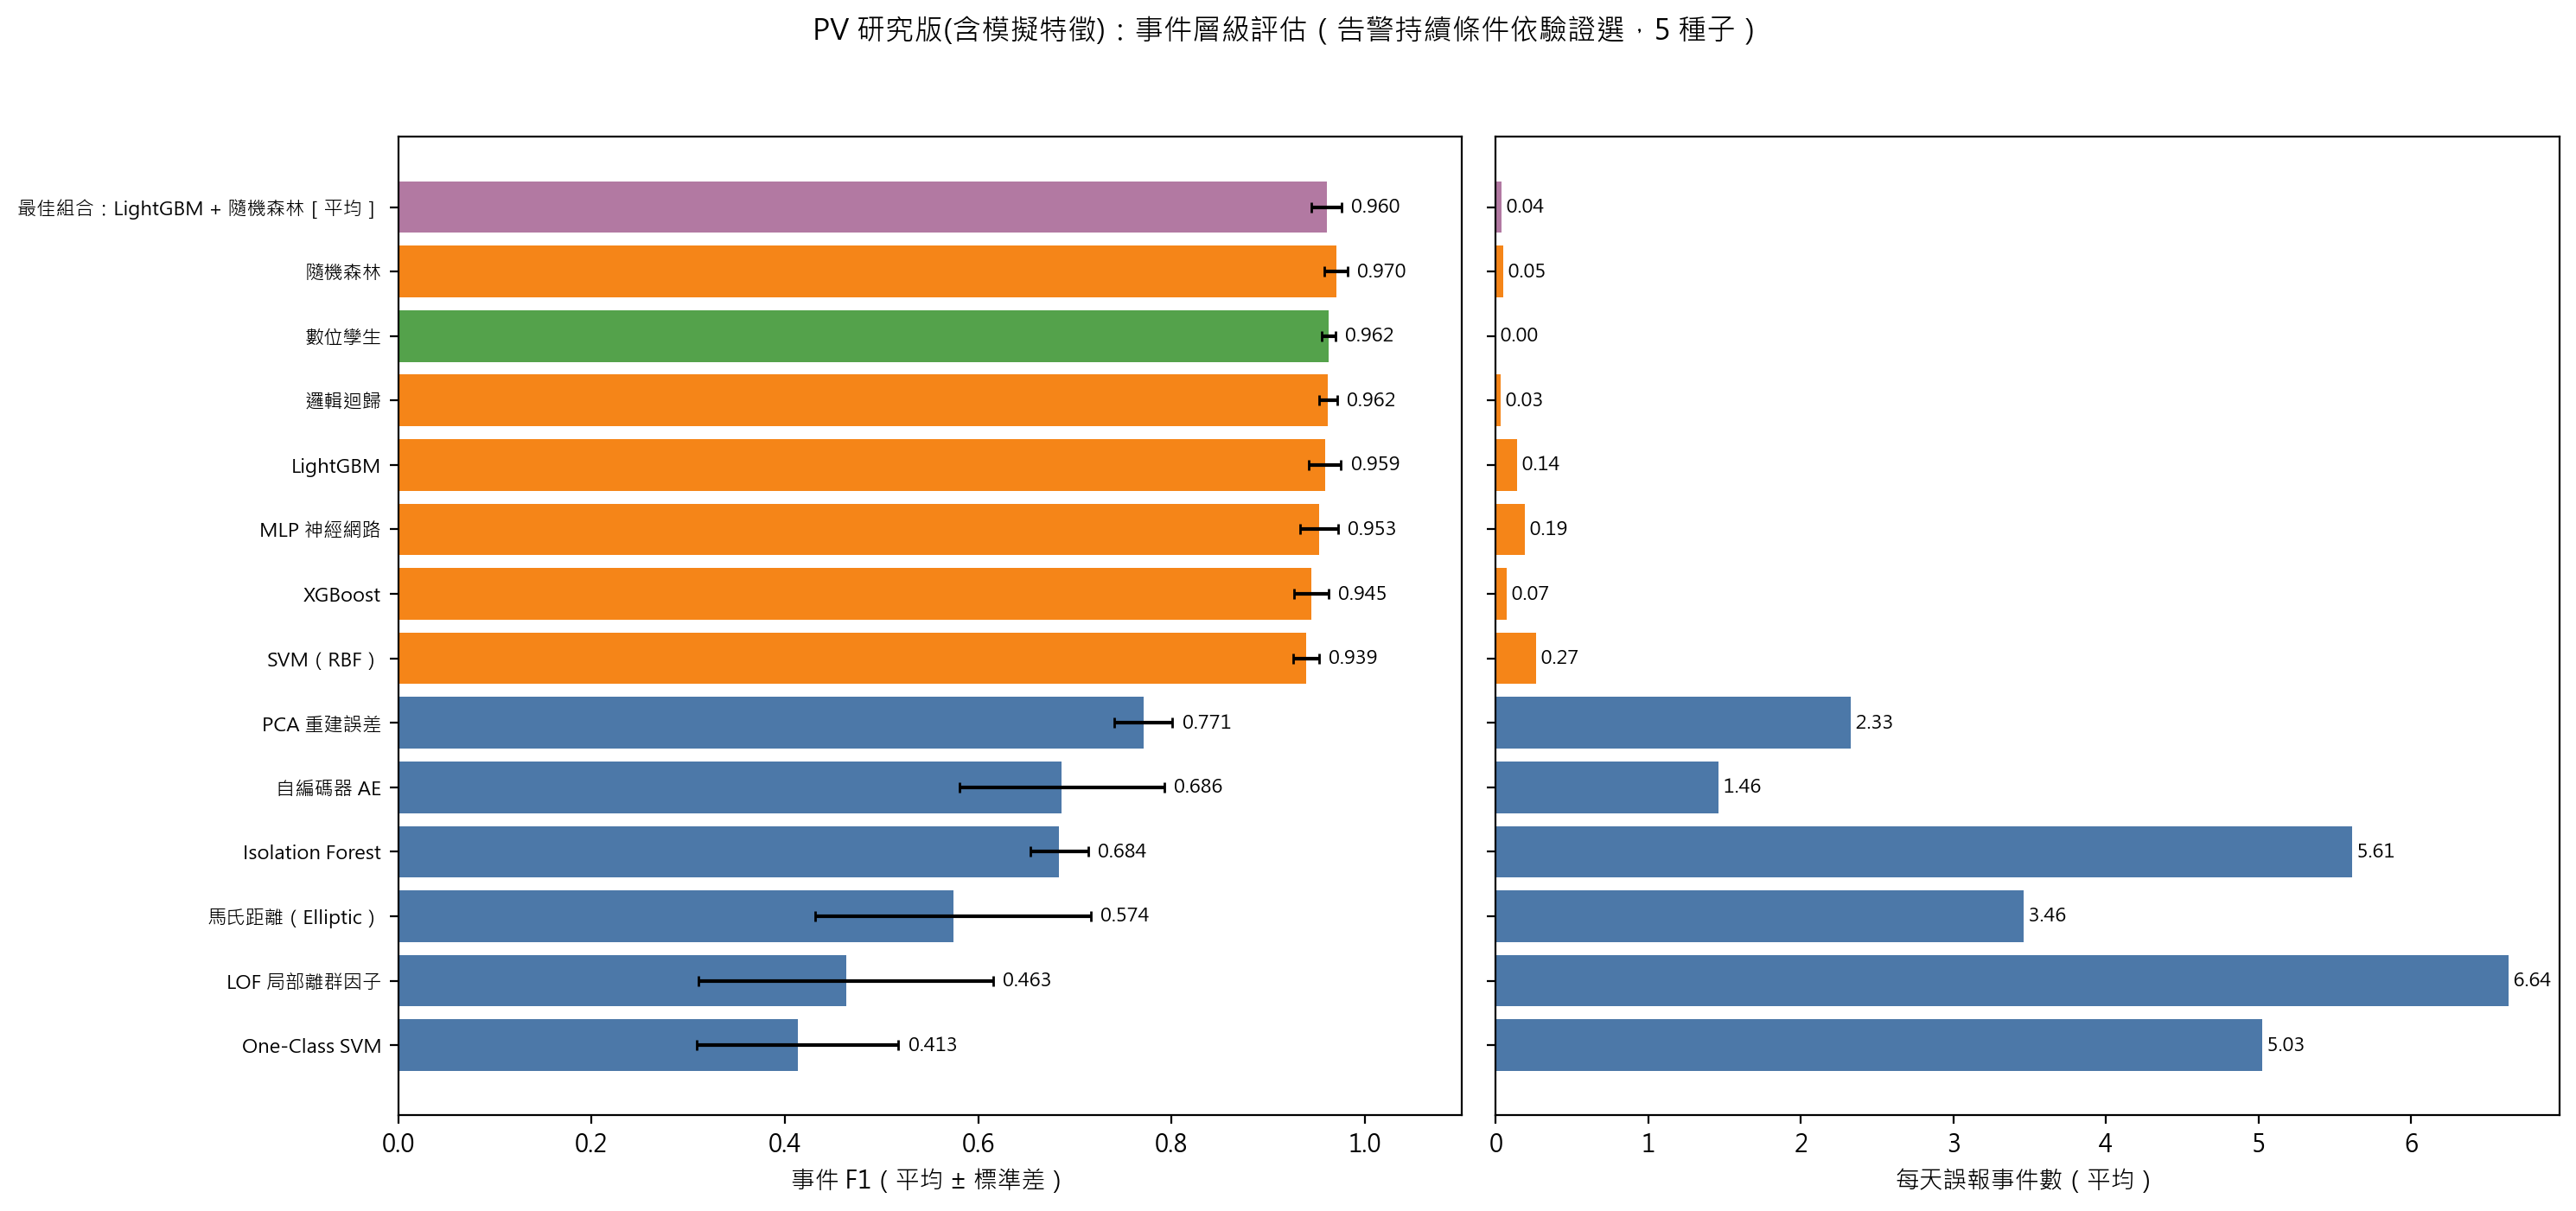 PV 研究版(含模擬特徵)：事件層級評估（告警持續條件依驗證選，5 種子）
最佳組合：LightGBM + 隨機森林［平均］
0.960
0.04
隨機森林
0.970
0.05
數位孿生
0.962
0.00
邏輯迴歸
0.962
0.03
LightGBM
0.959
0.14
MLP 神經網路
0.953
0.19
XGBoost
0.945
0.07
SVM（RBF）
0.939
0.27
PCA 重建誤差
0.771
2.33
自編碼器 AE
0.686
1.46
Isolation Forest
0.684
5.61
馬氏距離（Elliptic）
0.574
3.46
LOF 局部離群因子
0.463
6.64
One-Class SVM
0.413
5.03
0.0 0.2 0.4 0.6 0.8 1.0
0 1 2 3 4 5 6
事件 F1（平均 ± 標準差）
每天誤報事件數（平均）